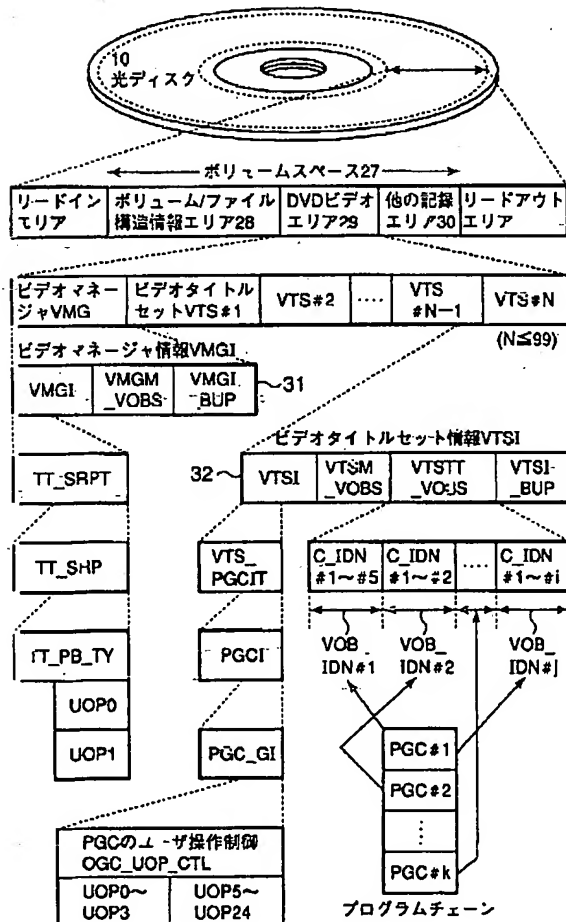 10
光ディスク
ボリュームスペース27
リードイン
エリア
ボリューム/ファイル
構造情報エリア28
DVDビデオ
エリア29
他の記録
エリア30
リードアウト
エリア
ビデオマネー
ジャVMG
ビデオタイトル
セットVTS#1
VTS#2
.....
VTS
#N-1
VTS#N
(N≦99)
ビデオマネージャ情報VMGI
VMGI
VMGM
_VOBS
VMGI
_BUP
31
ビデオタイトルセット情報VTSI
32
VTSI
VTSM
_VOBS
VTSTT
_VOUS
VTSI
_BUP
TT_SRPT
TT_SHP
TT_PB_TY
UOP0
UOP1
VTS_
PGCIT
PGCI
PGC_GI
C_IDN
#1~#5
C_IDN
#1~#2
.....
C_IDN
#1~#i
VOB_
IDN#1
VOB_
IDN#2
VOB_
IDN#j
PGC#1
PGC#2
PGC#k
プログラムチェーン
PGCのユーザ操作制御
OGC_UOP_CTL
UOP0~
UOP3
UOP5~
UOP24